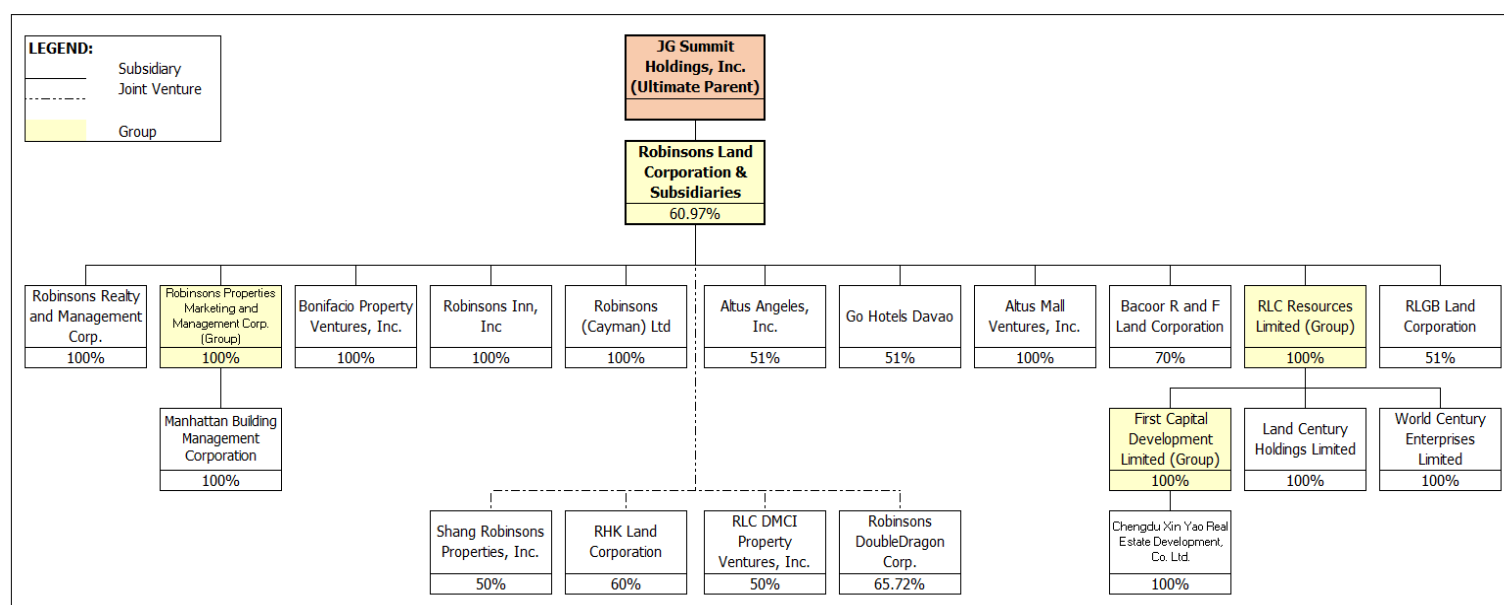 LEGEND:
Subsidiary
Joint Venture
Group
JG Summit
Holdings, Inc.
(Ultimate Parent)
Robinsons Land
Corporation &
Subsidiaries
60.97%
Robinsons Realty
and Management
Corp.
100%
Robinsons Properties
Marketing and
Management Corp.
(Group)
100%
Bonifacio Property
Ventures, Inc.
100%
Robinsons Inn,
Inc
100%
Robinsons
(Cayman) Ltd
100%
Altus Angeles,
Inc.
51%
Go Hotels Davao
51%
Altus Mall
Ventures, Inc.
100%
Bacoor R and F
Land Corporation
70%
RLC Resources
Limited (Group)
100%
RLGB Land
Corporation
51%
Manhattan Building
Management
Corporation
100%
First Capital
Development
Limited (Group)
100%
Land Century
Holdings Limited
100%
World Century
Enterprises
Limited
100%
Shang Robinsons
Properties, Inc.
50%
RHK Land
Corporation
60%
RLC DMCI
Property
Ventures, Inc.
50%
Robinsons
DoubleDragon
Corp.
65.72%
Chengdu Xin Yao Real
Estate Development,
Co. Ltd.
100%